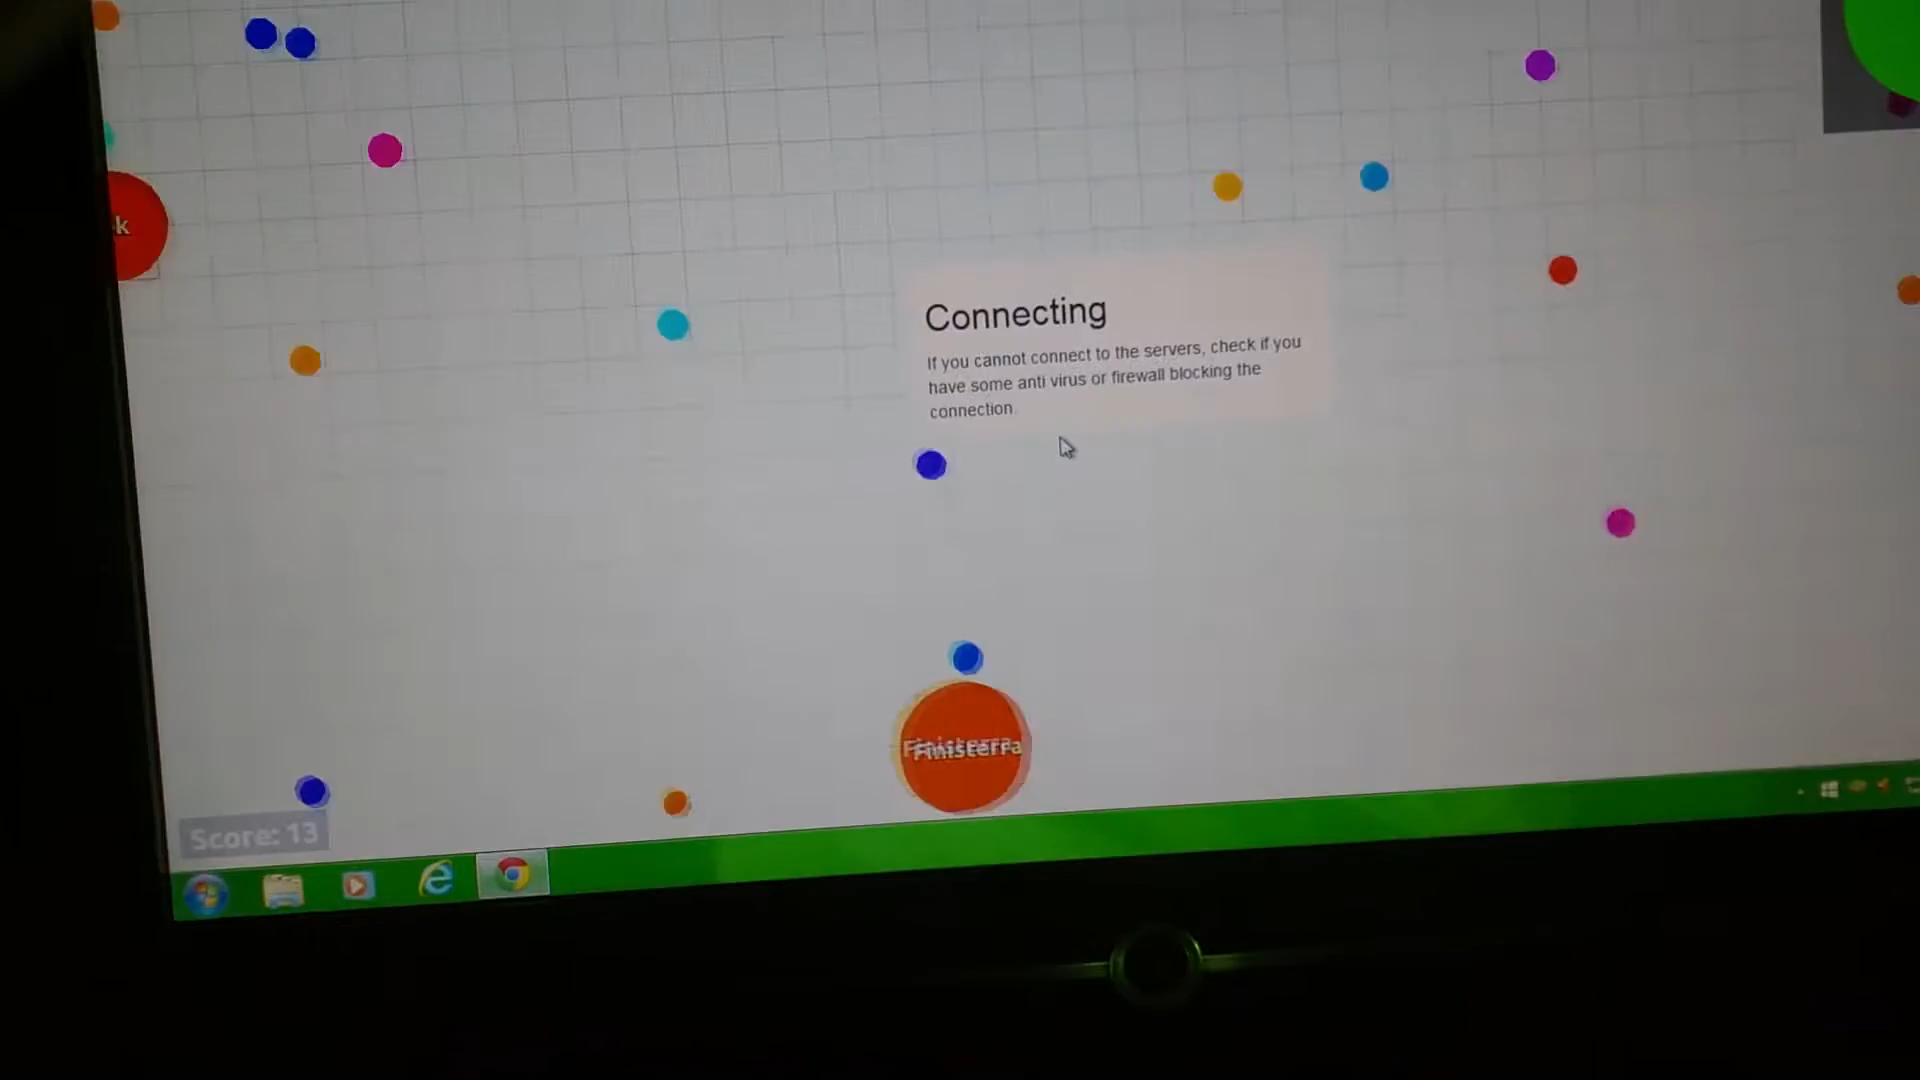 k
Connecting
If you cannot connect to the servers, check if you
have some anti virus or firewall blocking the
connection.
Finisterra
Score: 13